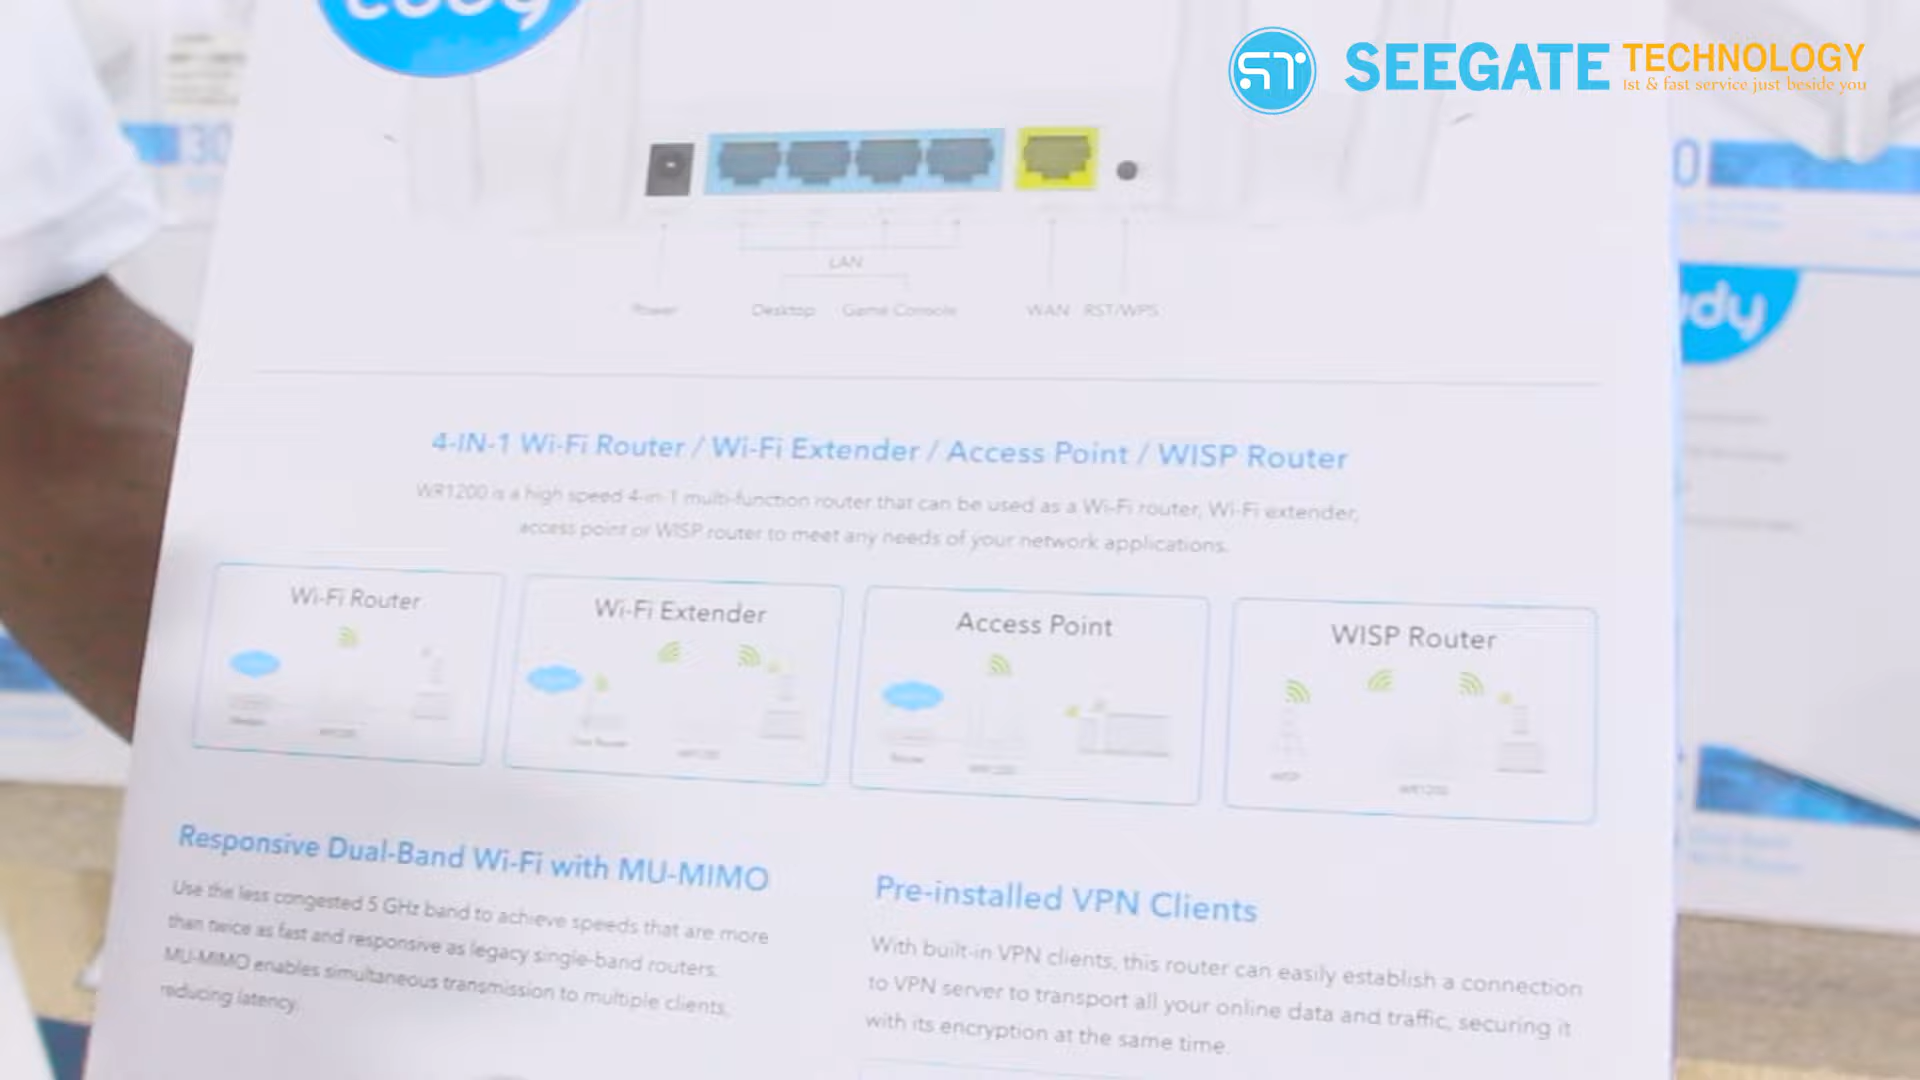 cudy
SEEGATE TECHNOLOGY
1st & fast service just beside you
30
0
LAN
Power Desktop Game Console WAN RST/WPS
udy
4-IN-1 Wi-Fi Router / Wi-Fi Extender / Access Point / WISP Router
WR1200 is a high speed 4-in-1 multi-function router that can be used as a Wi-Fi router, Wi-Fi extender,
access point or WISP router to meet any needs of your network applications.
Wi-Fi Router
Wi-Fi Extender
Access Point
Router
WISP Router
WISP
WR1200
Responsive Dual-Band Wi-Fi with MU-MIMO
Use the less congested 5 GHz band to achieve speeds that are more
than twice as fast and responsive as legacy single-band routers.
MU-MIMO enables simultaneous transmission to multiple clients,
reducing latency.
Pre-installed VPN Clients
With built-in VPN clients, this router can easily establish a connection
to VPN server to transport all your online data and traffic, securing it
with its encryption at the same time.